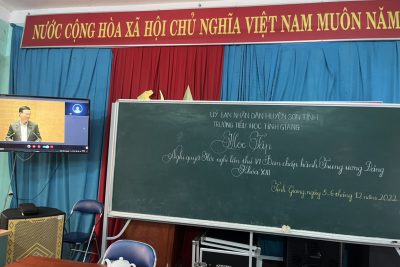 NƯỚC CỘNG HÒA XÃ HỘI CHỦ NGHĨA VIỆT NAM MUÔN NĂM
UỶ BAN NHÂN DÂN HUYỆN SƠN TỊNH
TRƯỜNG TIỂU HỌC TỊNH GIANG
Học Tập
Nghị quyết Hội nghị lần thứ VI Ban chấp hành Trung ương Đảng
Khóa XIII
Tịnh Giang, ngày 5-6 tháng 12 năm 2022